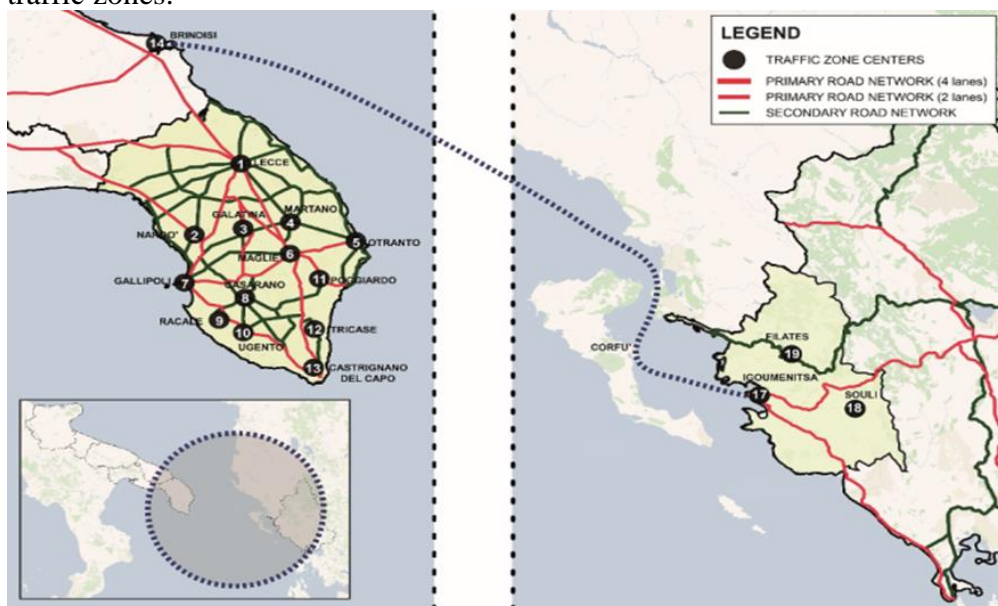 traffic zones.
14 BRINDISI
1 LECCE
GALATINA
MARTANO
NARDO' 2
3
4
5 OTRANTO
MAGLIE 6
GALLIPOLI 7
CASARANO
11 POGGIARDO
8
RACALE 9
10
UGENTO
12 TRICASE
13 CASTRIGNANO
DEL CAPO
LEGEND
TRAFFIC ZONE CENTERS
PRIMARY ROAD NETWORK (4 lanes)
PRIMARY ROAD NETWORK (2 lanes)
SECONDARY ROAD NETWORK
CORFU'
FILATES
19
IGOUMENITSA
17
SOULI
18